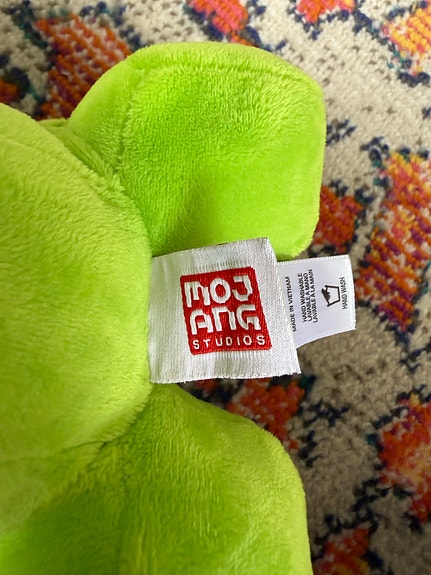 MOJ
ANG
STUDIOS
MADE IN VIETNAM
HAND WASHABLE
LAVABLE A MANO
LAVABLE À LA MAIN
HAND WASH